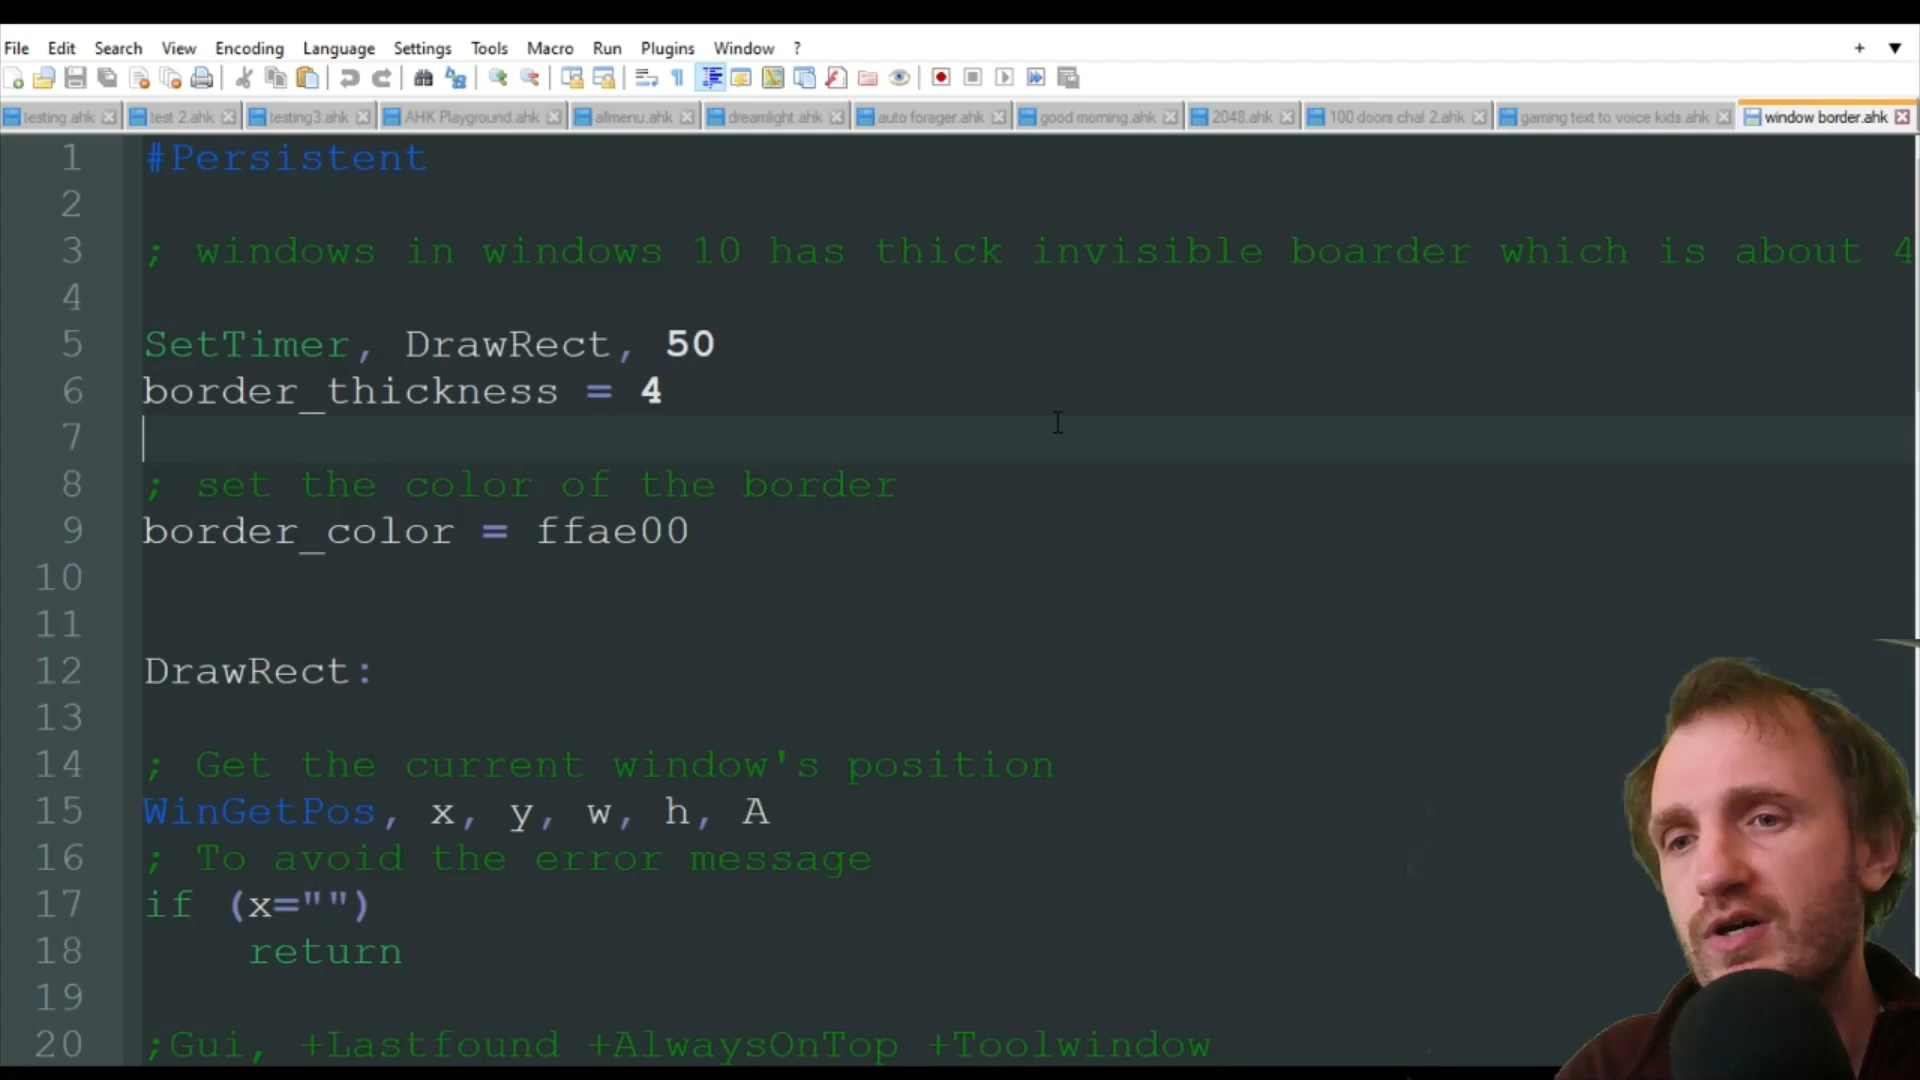 File Edit Search View Encoding Language Settings Tools Macro Run Plugins Window ?
testing.ahk test 2.ahk testing3.ahk AHK Playground.ahk allmenu.ahk dreamlight.ahk auto forager.ahk good morning.ahk 2048.ahk 100 doors chal 2.ahk gaming text to voice kids.ahk window border.ahk
1 #Persistent
2
3 ; windows in windows 10 has thick invisible boarder which is about 4
4
5 SetTimer, DrawRect, 50
6 border_thickness = 4
7
8 ; set the color of the border
9 border_color = ffae00
10
11
12 DrawRect:
13
14 ; Get the current window's position
15 WinGetPos, x, y, w, h, A
16 ; To avoid the error message
17 if (x="")
18 return
19
20 ;Gui, +Lastfound +AlwaysOnTop +Toolwindow